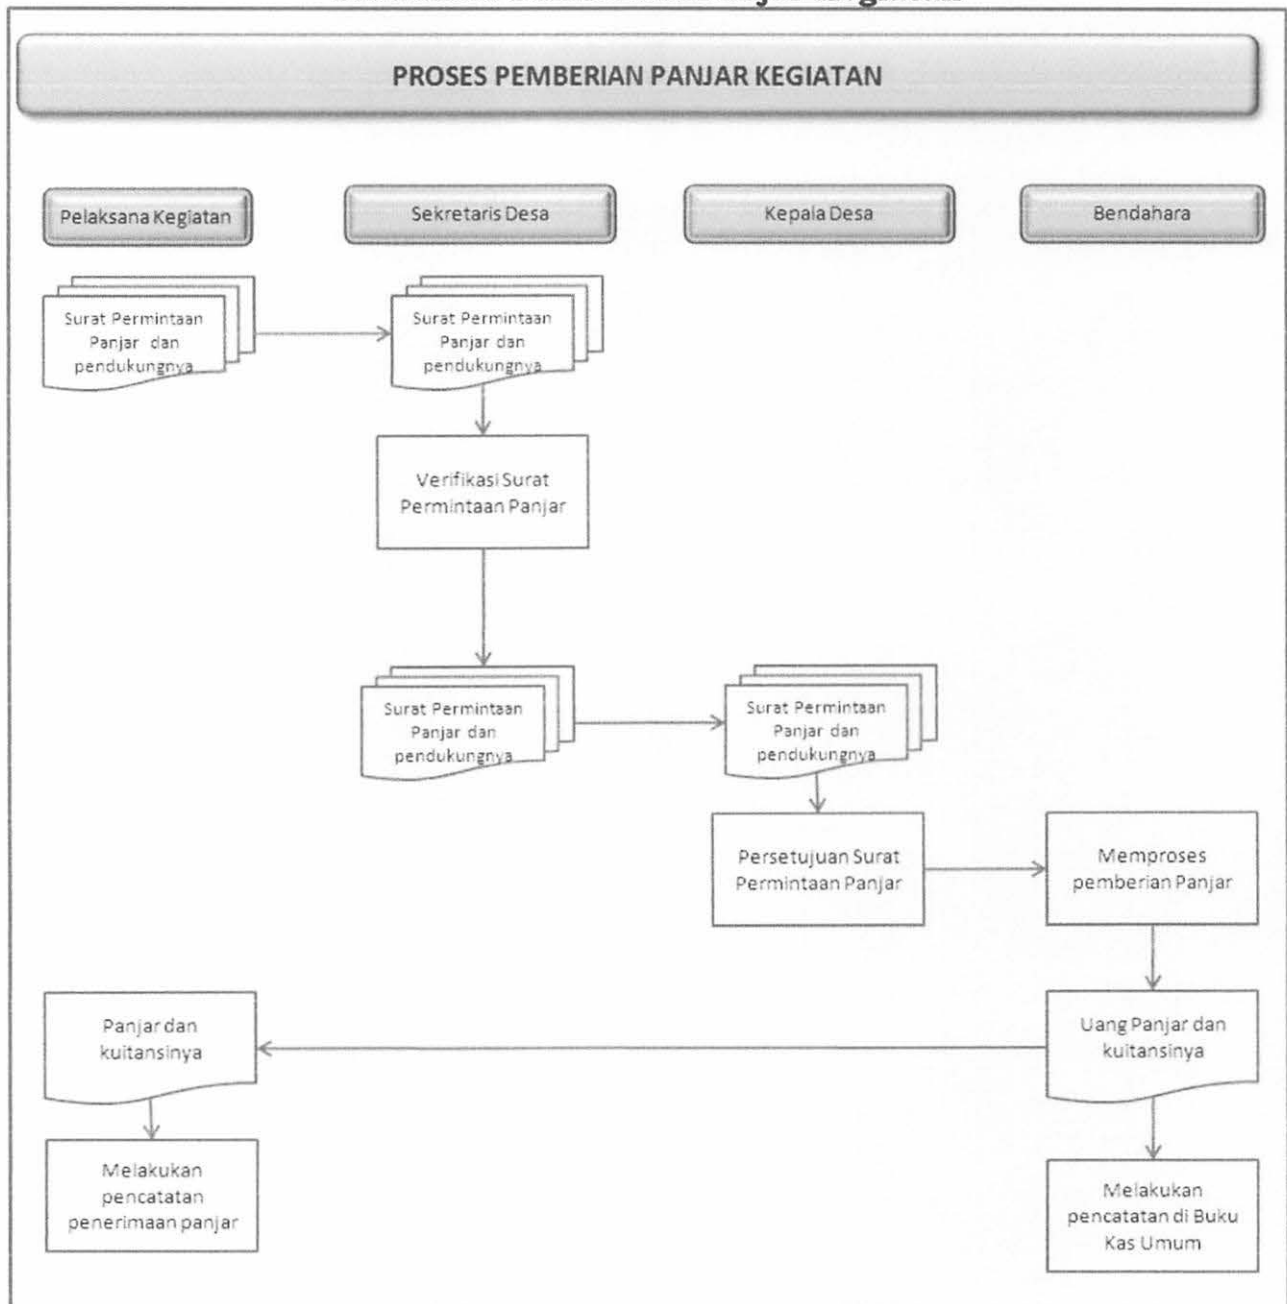 PROSES PEMBERIAN PANJAR KEGIATAN
Pelaksana Kegiatan
Sekretaris Desa
Kepala Desa
Bendahara
Surat Permintaan
Panjar dan
pendukungnya
Surat Permintaan
Panjar dan
pendukungnya
Verifikasi Surat
Permintaan Panjar
Surat Permintaan
Panjar dan
pendukungnya
Surat Permintaan
Panjar dan
pendukungnya
Persetujuan Surat
Permintaan Panjar
Memproses
pemberian Panjar
Panjar dan
kuitansinya
Uang Panjar dan
kuitansinya
Melakukan
pencatatan
penerimaan panjar
Melakukan
pencatatan di Buku
Kas Umum